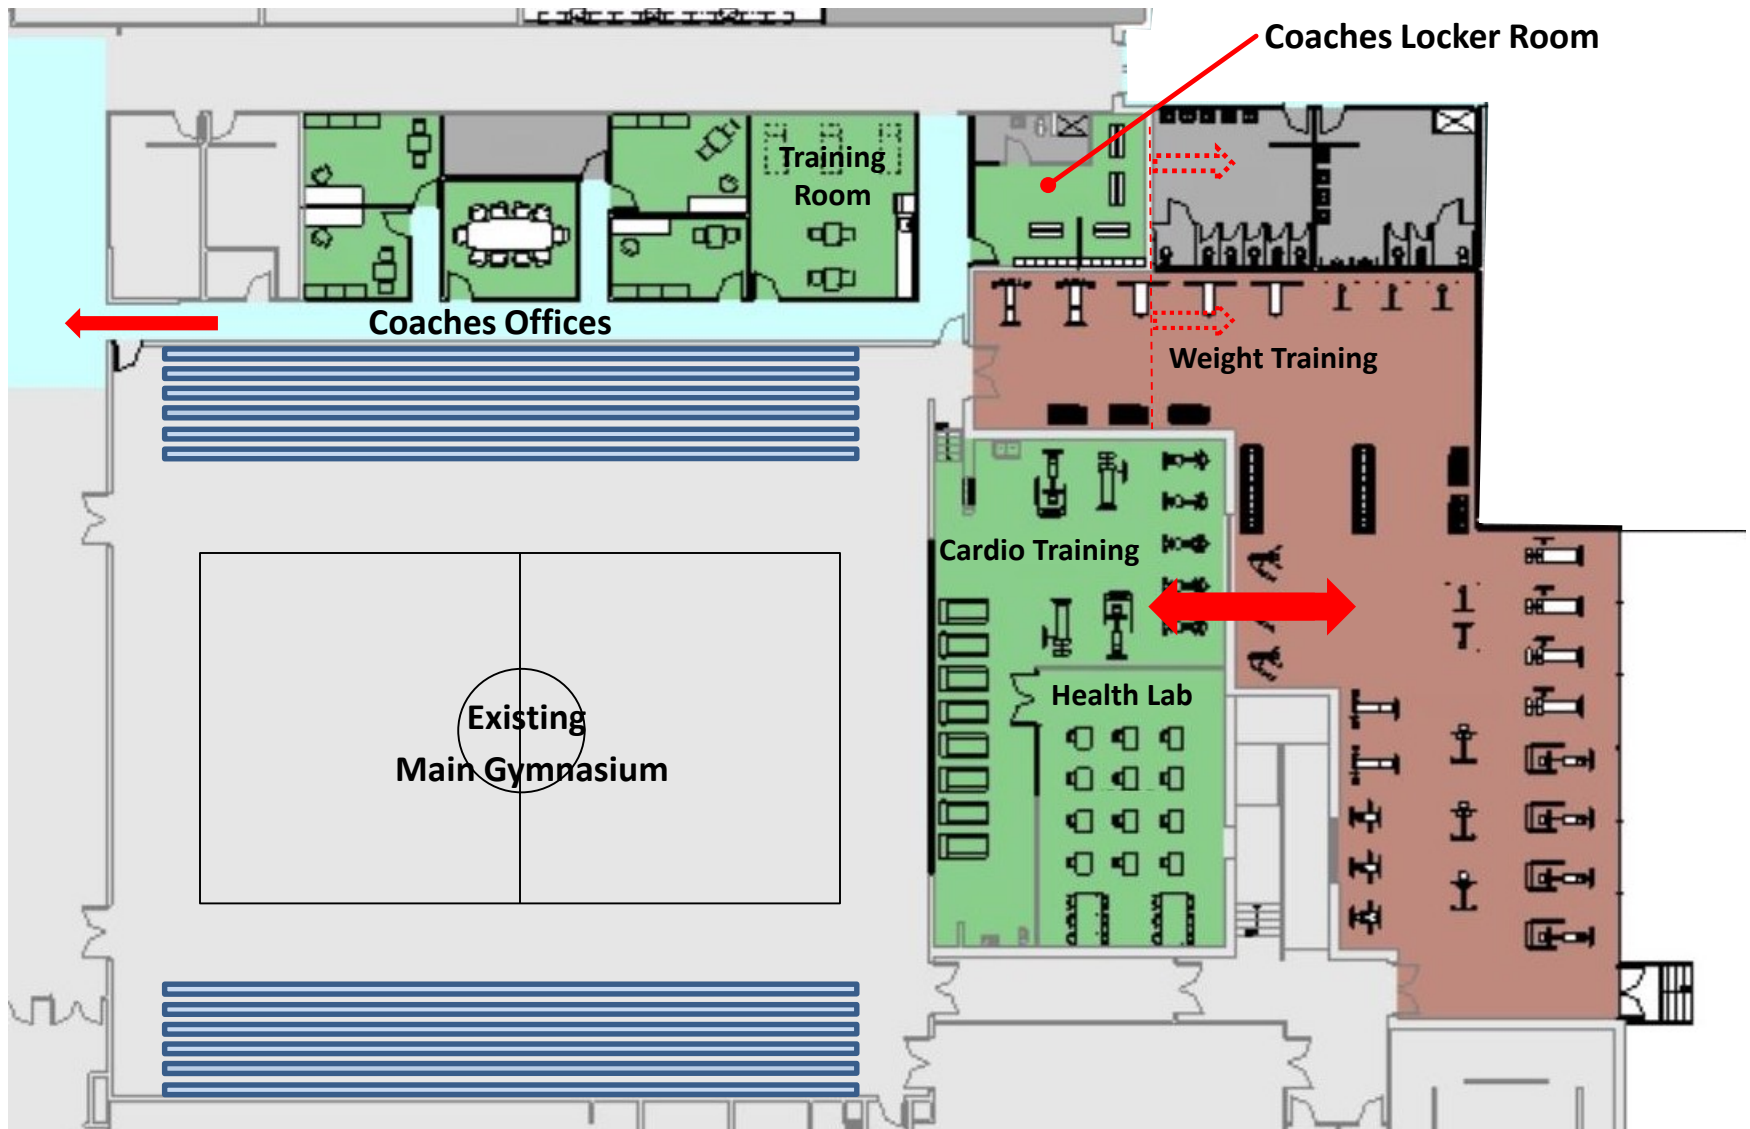 Coaches Locker Room
Training
Room
Coaches Offices
Weight Training
Cardio Training
Health Lab
Existing
Main Gymnasium